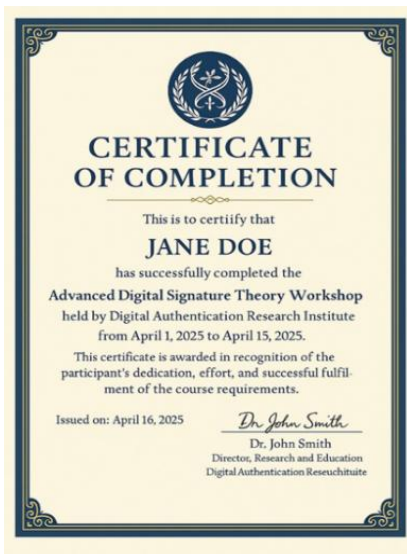 CERTIFICATE
OF COMPLETION
This is to certiify that
JANE DOE
has successfully completed the
Advanced Digital Signature Theory Workshop
held by Digital Authentication Research Institute
from April 1, 2025 to April 15, 2025.
This certificate is awarded in recognition of the
participant's dedication, effort, and successful fulfil-
ment of the course requirements.
Issued on: April 16, 2025
Dr. John Smith
Dr. John Smith
Director, Research and Education
Digital Authentication Reseuchituite